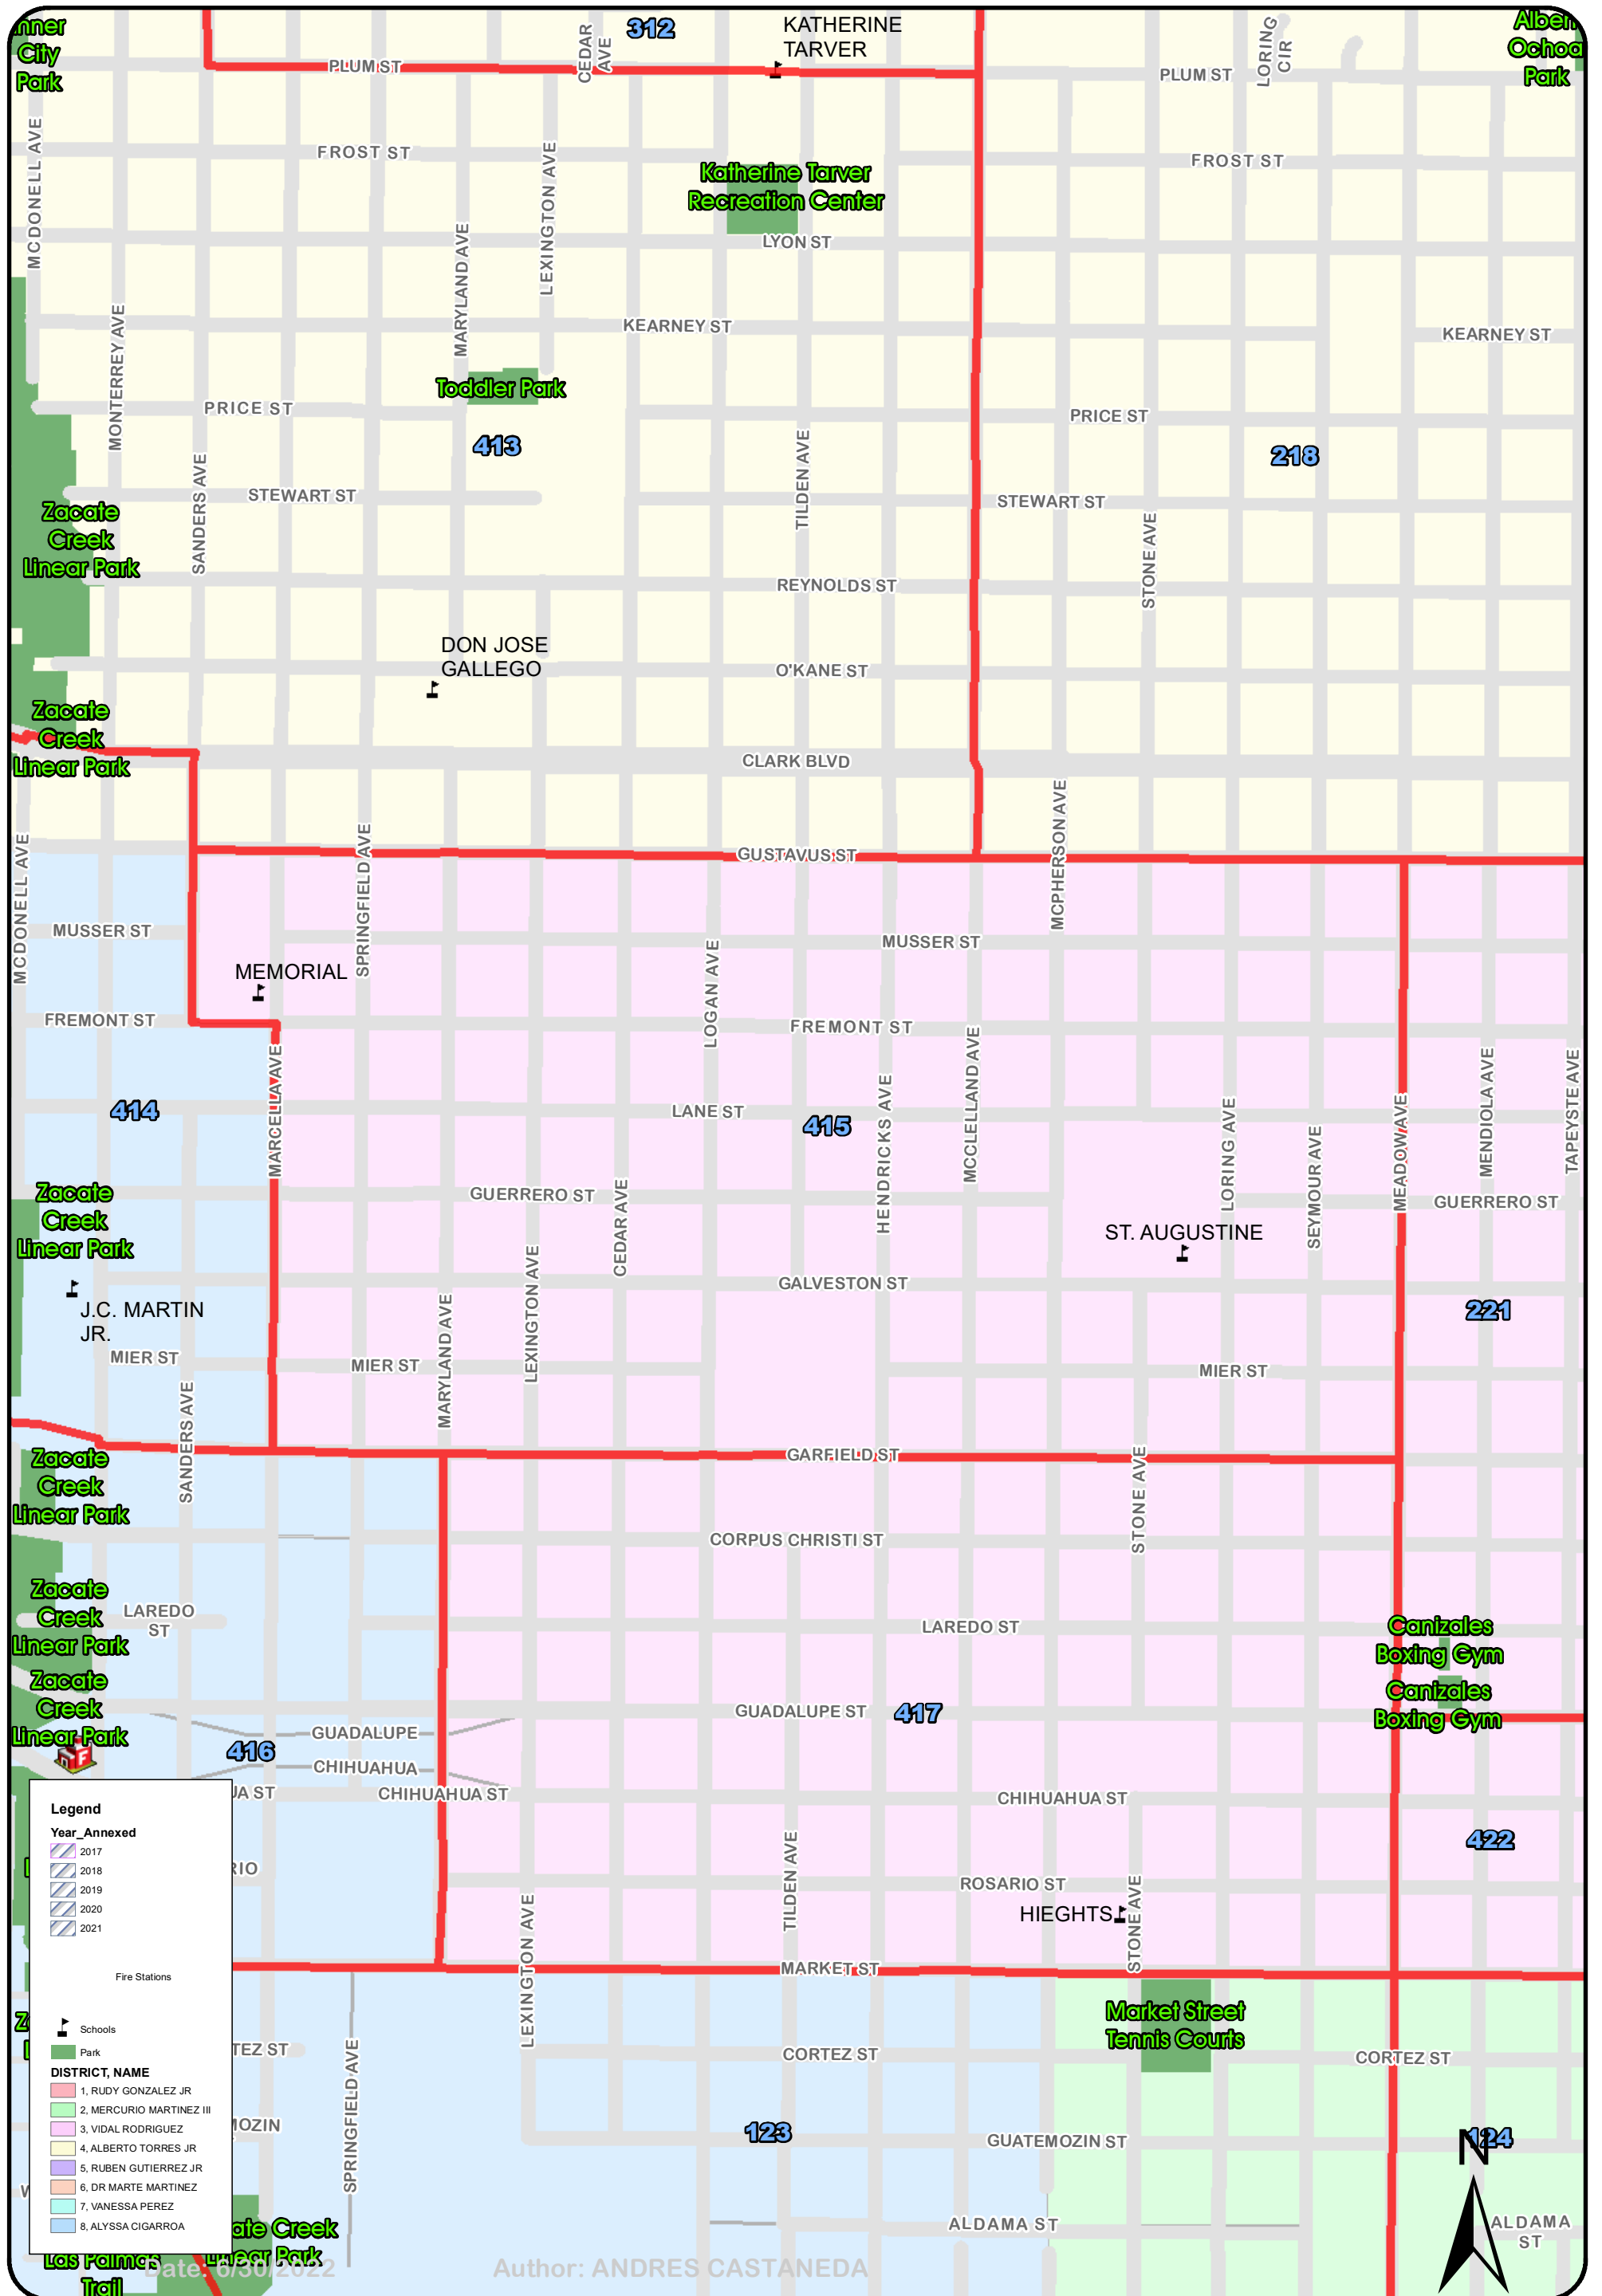 nner
City
Park
312
KATHERINE
TARVER
CEDAR
AVE
LORING
CIR
Ochoa
Park
PLUM ST
PLUM ST
MCDONELL AVE
FROST ST
LEXINGTON AVE
Katherine Tarver
Recreation Center
FROST ST
MARYLAND AVE
LYON ST
MONTERREY AVE
KEARNEY ST
KEARNEY ST
Toddler Park
PRICE ST
PRICE ST
413
218
SANDERS AVE
TILDEN AVE
STEWART ST
STEWART ST
Zacate
Creek
Linear Park
STONE AVE
REYNOLDS ST
DON JOSE
GALLEGO
O'KANE ST
Zacate
Creek
Linear Park
CLARK BLVD
MCPHERSON AVE
MCDONELL AVE
SPRINGFIELD AVE
GUSTAVUS ST
MUSSER ST
MUSSER ST
MEMORIAL
LOGAN AVE
FREMONT ST
FREMONT ST
MARCELLA AVE
HENDRICKS AVE
MCCLELLAND AVE
MENDIOLA AVE
TAPEYSTE AVE
414
LANE ST
415
LORING AVE
SEYMOUR AVE
MEADOW AVE
Zacate
Creek
Linear Park
GUERRERO ST
GUERRERO ST
CEDAR AVE
ST. AUGUSTINE
LEXINGTON AVE
GALVESTON ST
J.C. MARTIN
JR.
221
MARYLAND AVE
MIER ST
MIER ST
MIER ST
SANDERS AVE
GARFIELD ST
Zacate
Creek
Linear Park
STONE AVE
CORPUS CHRISTI ST
Zacate
Creek
Linear Park
LAREDO
ST
LAREDO ST
Canizales
Boxing Gym
Zacate
Creek
Linear Park
GUADALUPE ST
417
Canizales
Boxing Gym
GUADALUPE
416
CHIHUAHUA
UA ST
CHIHUAHUA ST
CHIHUAHUA ST
422
TILDEN AVE
RIO
ROSARIO ST
HIEGHTS
STONE AVE
LEXINGTON AVE
MARKET ST
Market Street
Tennis Courts
TEZ ST
CORTEZ ST
CORTEZ ST
SPRINGFIELD AVE
MOZIN
123
GUATEMOZIN ST
124
N
ALDAMA ST
ALDAMA
ST
Legend
Year_Annexed
2017
2018
2019
2020
2021
Fire Stations
Schools
Park
DISTRICT, NAME
1, RUDY GONZALEZ JR
2, MERCURIO MARTINEZ III
3, VIDAL RODRIGUEZ
4, ALBERTO TORRES JR
5, RUBEN GUTIERREZ JR
6, DR MARTE MARTINEZ
7, VANESSA PEREZ
8, ALYSSA CIGARROA
ate Creek
Linear Park
Las Palmas
Trail
Date: 6/30/2022
Author: ANDRES CASTANEDA